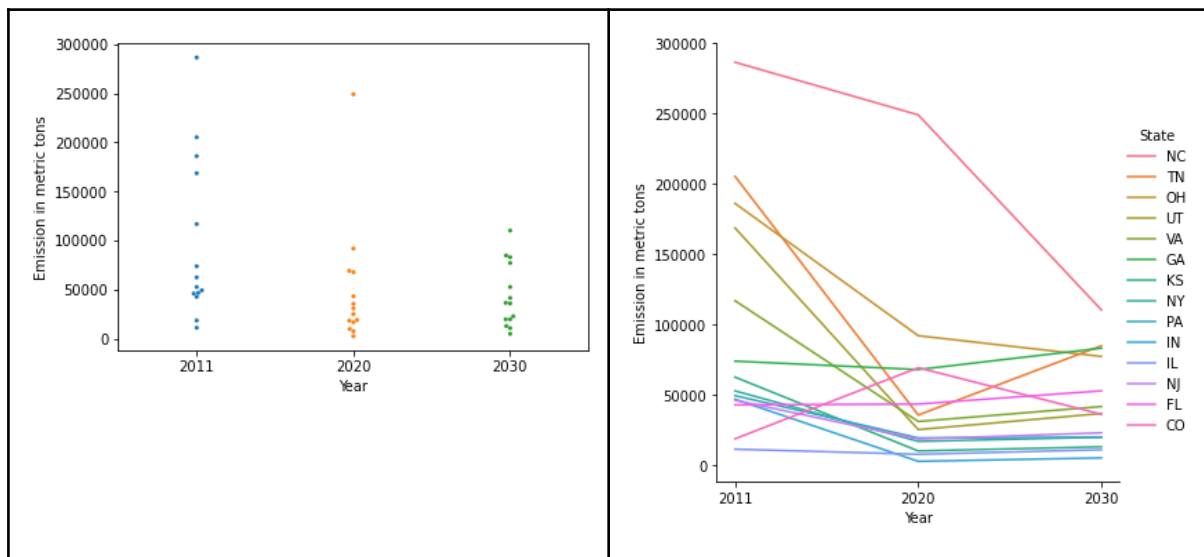 300000
250000
200000
150000
100000
50000
0
Emission in metric tons
2011
2020
2030
Year
300000
250000
200000
150000
100000
50000
0
Emission in metric tons
2011
2020
2030
Year
State
NC
TN
OH
UT
VA
GA
KS
NY
PA
IN
IL
NJ
FL
CO